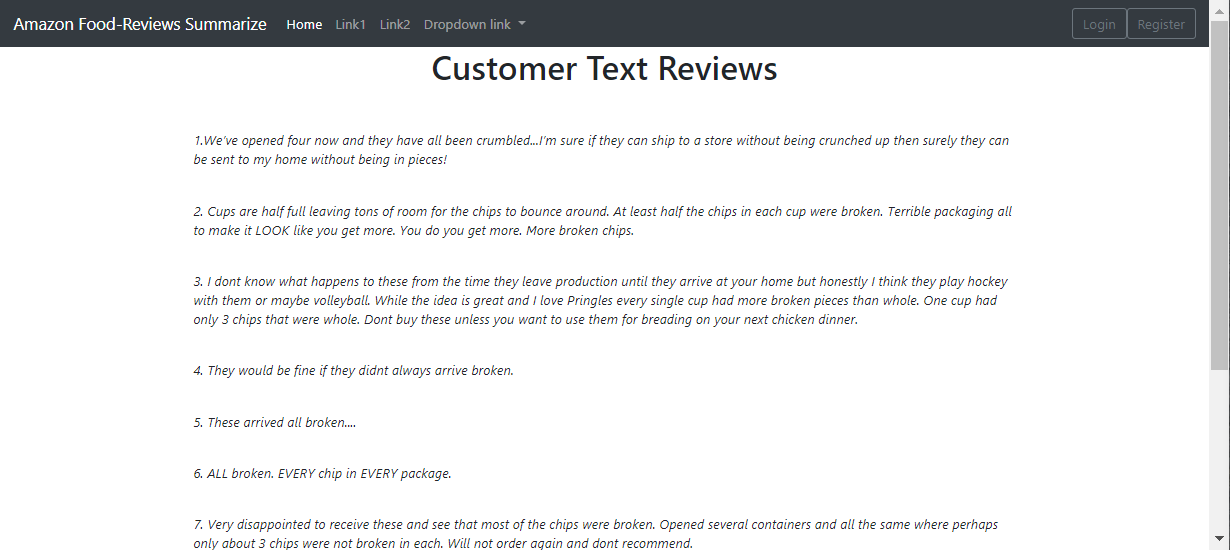 Amazon Food-Reviews Summarize Home Link1 Link2 Dropdown link Login Register
Customer Text Reviews
1.We've opened four now and they have all been crumbled...I'm sure if they can ship to a store without being crunched up then surely they can
be sent to my home without being in pieces!
2. Cups are half full leaving tons of room for the chips to bounce around. At least half the chips in each cup were broken. Terrible packaging all
to make it LOOK like you get more. You do you get more. More broken chips.
3. I dont know what happens to these from the time they leave production until they arrive at your home but honestly I think they play hockey
with them or maybe volleyball. While the idea is great and I love Pringles every single cup had more broken pieces than whole. One cup had
only 3 chips that were whole. Dont buy these unless you want to use them for breading on your next chicken dinner.
4. They would be fine if they didnt always arrive broken.
5. These arrived all broken....
6. ALL broken. EVERY chip in EVERY package.
7. Very disappointed to receive these and see that most of the chips were broken. Opened several containers and all the same where perhaps
only about 3 chips were not broken in each. Will not order again and dont recommend.